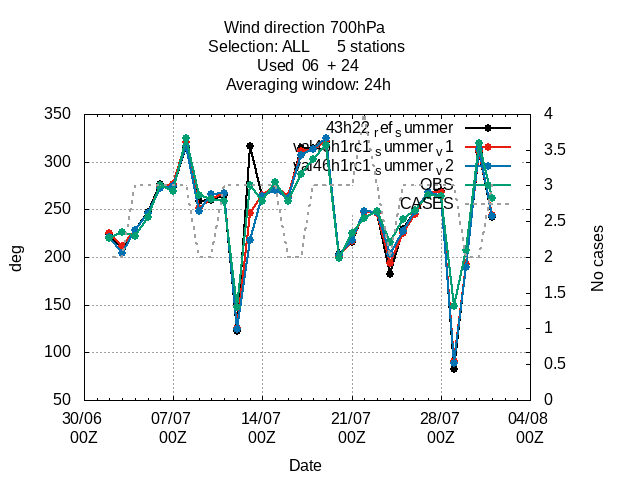 Wind direction 700hPa
Selection: ALL 5 stations
Used 06 + 24
Averaging window: 24h
350
300
250
200
150
100
50
deg
4
3.5
3
2.5
2
1.5
1
0.5
0
No cases
43h22_ref_summer
val46h1rc1_summer_v1
val46h1rc1_summer_v2
OBS
CASES
30/06 07/07 14/07 21/07 28/07 04/08
00Z 00Z 00Z 00Z 00Z 00Z
Date